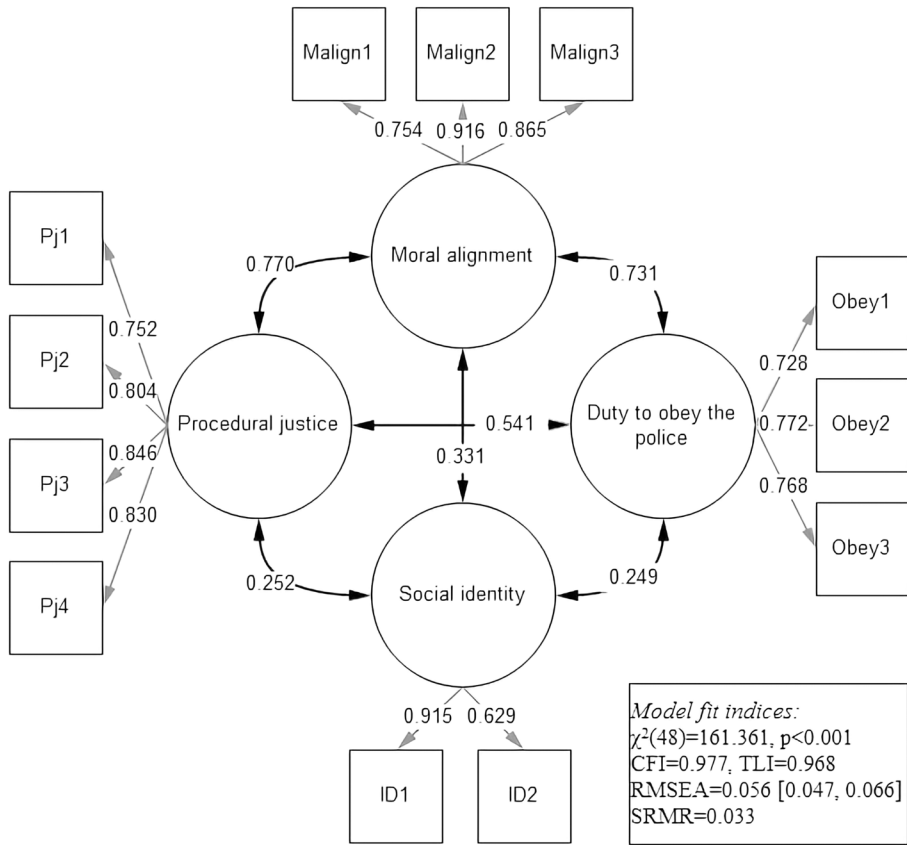 Malign1 Malign2 Malign3
0.754 0.916 0.865
Pj1
Moral alignment
0.770 0.731
Obey1
0.752
Pj2
0.728
0.804
Procedural justice
0.541
Duty to obey the
police
0.772
Obey2
0.846
0.331
Pj3
0.768
0.830
Obey3
0.252 0.249
Pj4
Social identity
0.915 0.629
ID1 ID2
Model fit indices:
χ²(48)=161.361, p<0.001
CFI=0.977, TLI=0.968
RMSEA=0.056 [0.047, 0.066]
SRMR=0.033